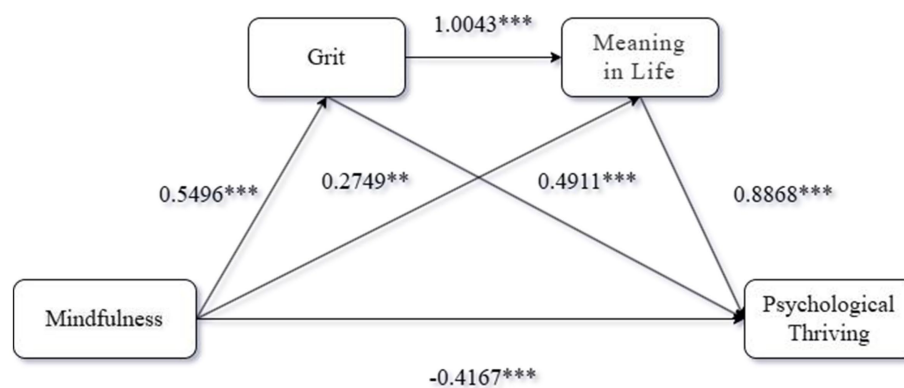 1.0043***
Grit
Meaning
in Life
0.5496***
0.2749**
0.4911***
0.8868***
Mindfulness
Psychological
Thriving
-0.4167***